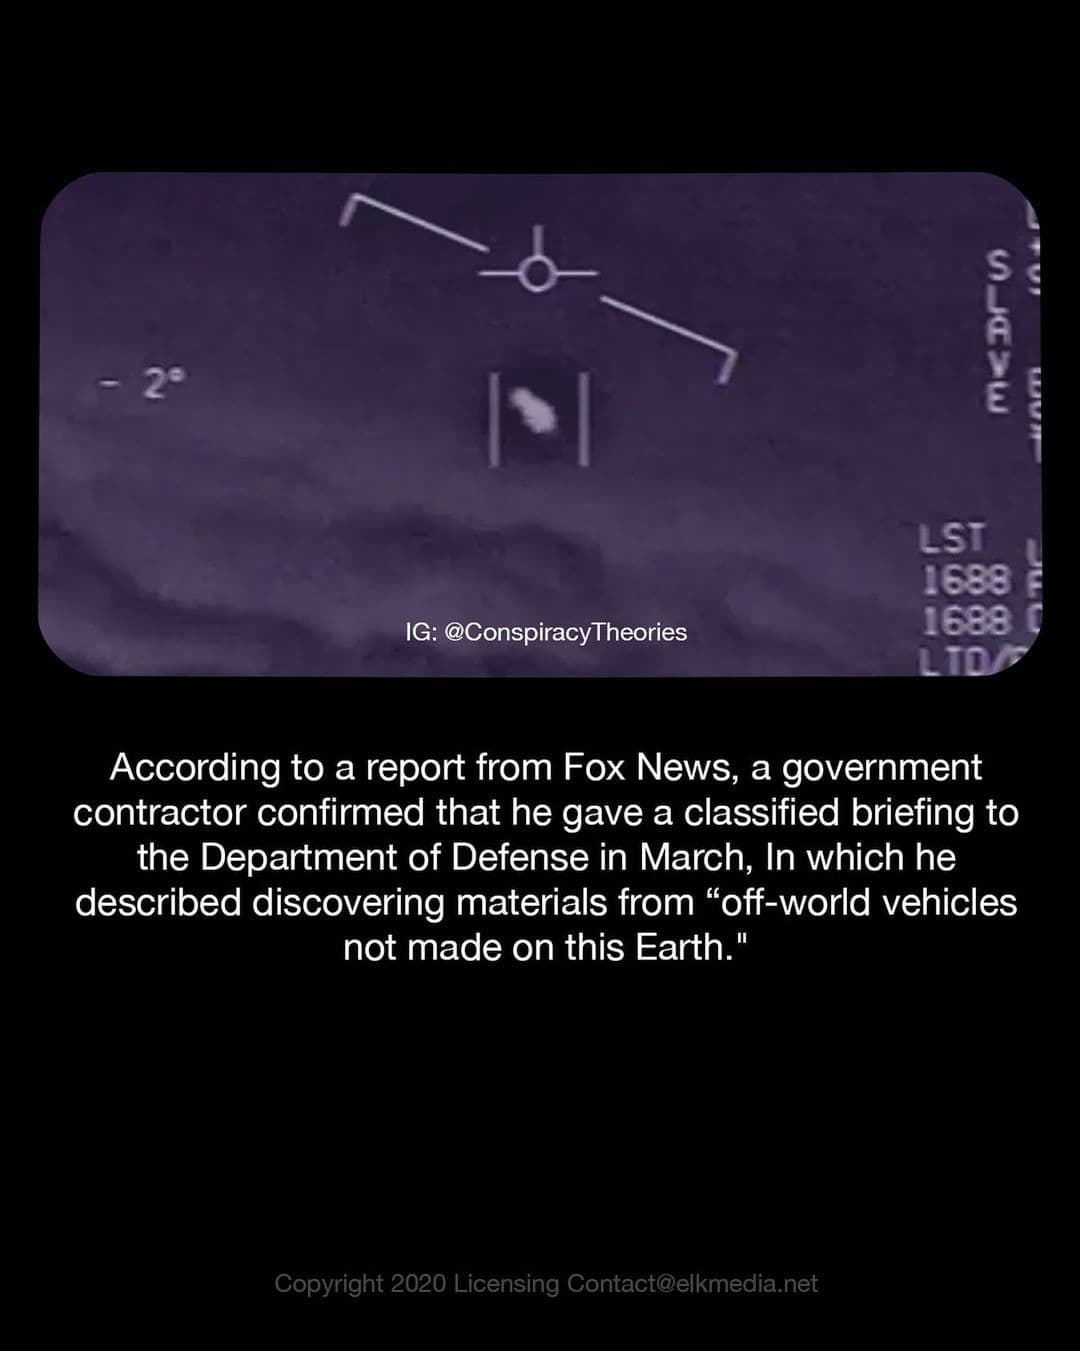 - 2°
SLAVE
LST
1688
1688
IG: @ConspiracyTheories
According to a report from Fox News, a government
contractor confirmed that he gave a classified briefing to
the Department of Defense in March, In which he
described discovering materials from “off-world vehicles
not made on this Earth."
Copyright 2020 Licensing Contact@elkmedia.net